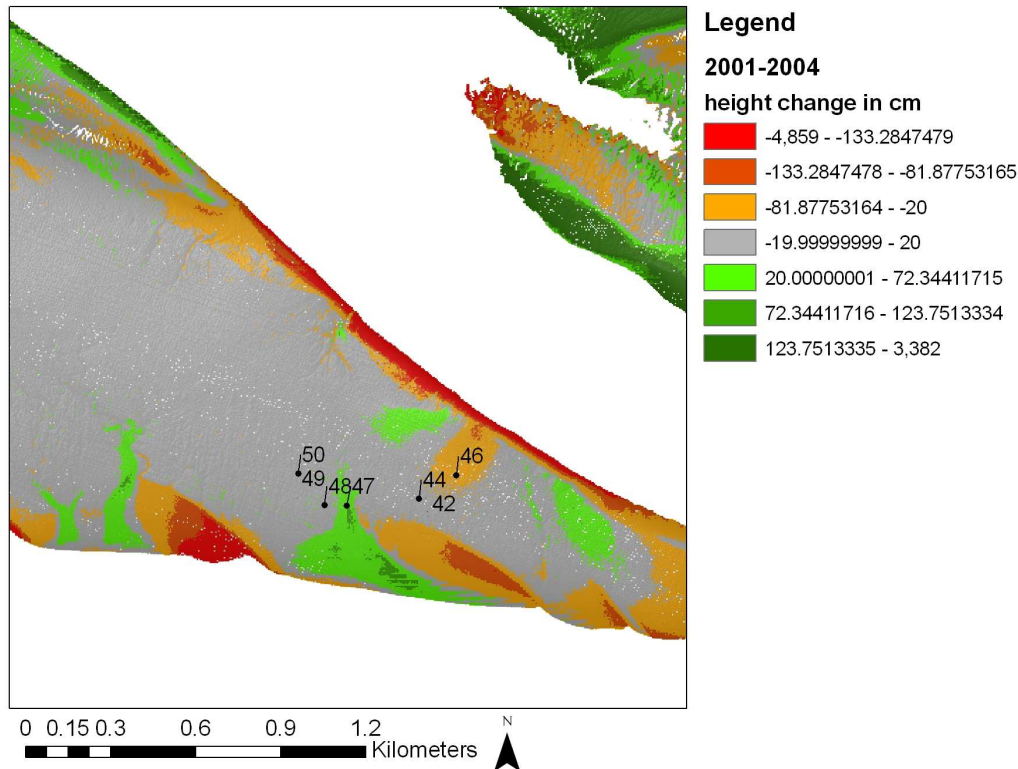 Legend
2001-2004
height change in cm
-4,859 - -133.2847479
-133.2847478 - -81.87753165
-81.87753164 - -20
-19.99999999 - 20
20.00000001 - 72.34411715
72.34411716 - 123.7513334
123.7513335 - 3,382
50
49
4847
46
44
42
0 0.15 0.3 0.6 0.9 1.2
Kilometers
N